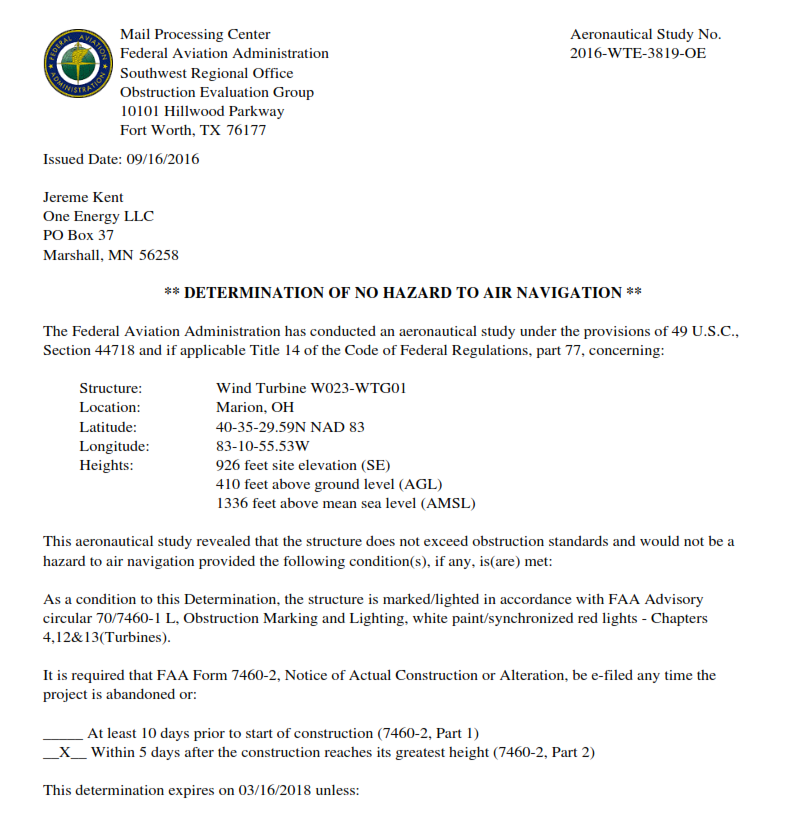 Mail Processing Center
Federal Aviation Administration
Southwest Regional Office
Obstruction Evaluation Group
10101 Hillwood Parkway
Fort Worth, TX 76177
Aeronautical Study No.
2016-WTE-3819-OE
FEDERAL AVIATION ADMINISTRATION
Issued Date: 09/16/2016
Jereme Kent
One Energy LLC
PO Box 37
Marshall, MN 56258
** DETERMINATION OF NO HAZARD TO AIR NAVIGATION **
The Federal Aviation Administration has conducted an aeronautical study under the provisions of 49 U.S.C.,
Section 44718 and if applicable Title 14 of the Code of Federal Regulations, part 77, concerning:
Structure: Wind Turbine W023-WTG01
Location: Marion, OH
Latitude: 40-35-29.59N NAD 83
Longitude: 83-10-55.53W
Heights: 926 feet site elevation (SE)
410 feet above ground level (AGL)
1336 feet above mean sea level (AMSL)
This aeronautical study revealed that the structure does not exceed obstruction standards and would not be a
hazard to air navigation provided the following condition(s), if any, is(are) met:
As a condition to this Determination, the structure is marked/lighted in accordance with FAA Advisory
circular 70/7460-1 L, Obstruction Marking and Lighting, white paint/synchronized red lights - Chapters
4,12&13(Turbines).
It is required that FAA Form 7460-2, Notice of Actual Construction or Alteration, be e-filed any time the
project is abandoned or:
_____ At least 10 days prior to start of construction (7460-2, Part 1)
__X__ Within 5 days after the construction reaches its greatest height (7460-2, Part 2)
This determination expires on 03/16/2018 unless: